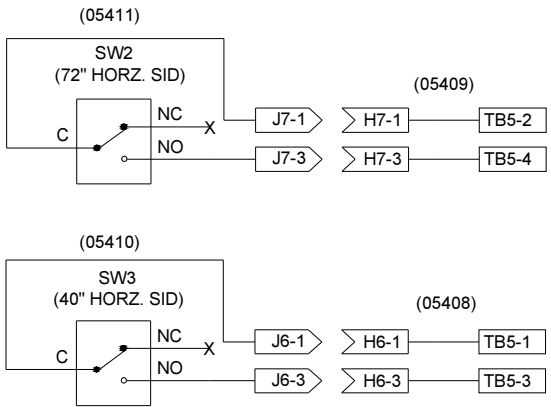 (05411)
SW2
(72" HORZ. SID)
(05409)
NC
J7-1
H7-1
TB5-2
C
X
NO
J7-3
H7-3
TB5-4
(05410)
SW3
(40" HORZ. SID)
(05408)
NC
J6-1
H6-1
TB5-1
C
X
NO
J6-3
H6-3
TB5-3